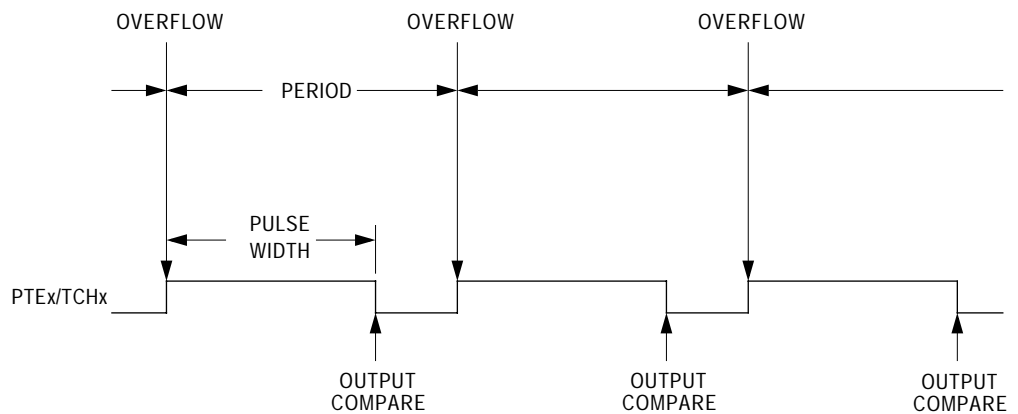 OVERFLOW
OVERFLOW
OVERFLOW
PERIOD
PULSE
WIDTH
PTEx/TCHx
OUTPUT
COMPARE
OUTPUT
COMPARE
OUTPUT
COMPARE